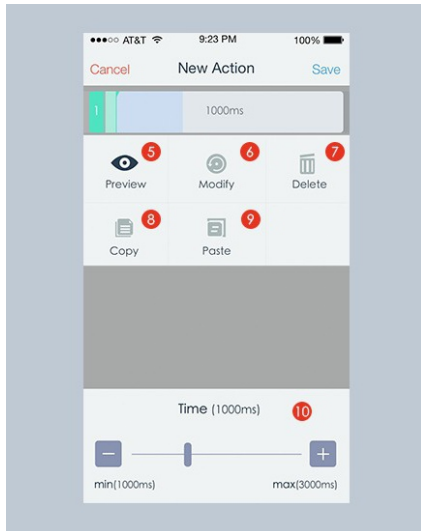 AT&T 9:23 PM 100%
Cancel New Action Save
1 1000ms
5 6 7
Preview Modify Delete
8 9
Copy Paste
Time (1000ms) 10
min(1000ms) max(3000ms)